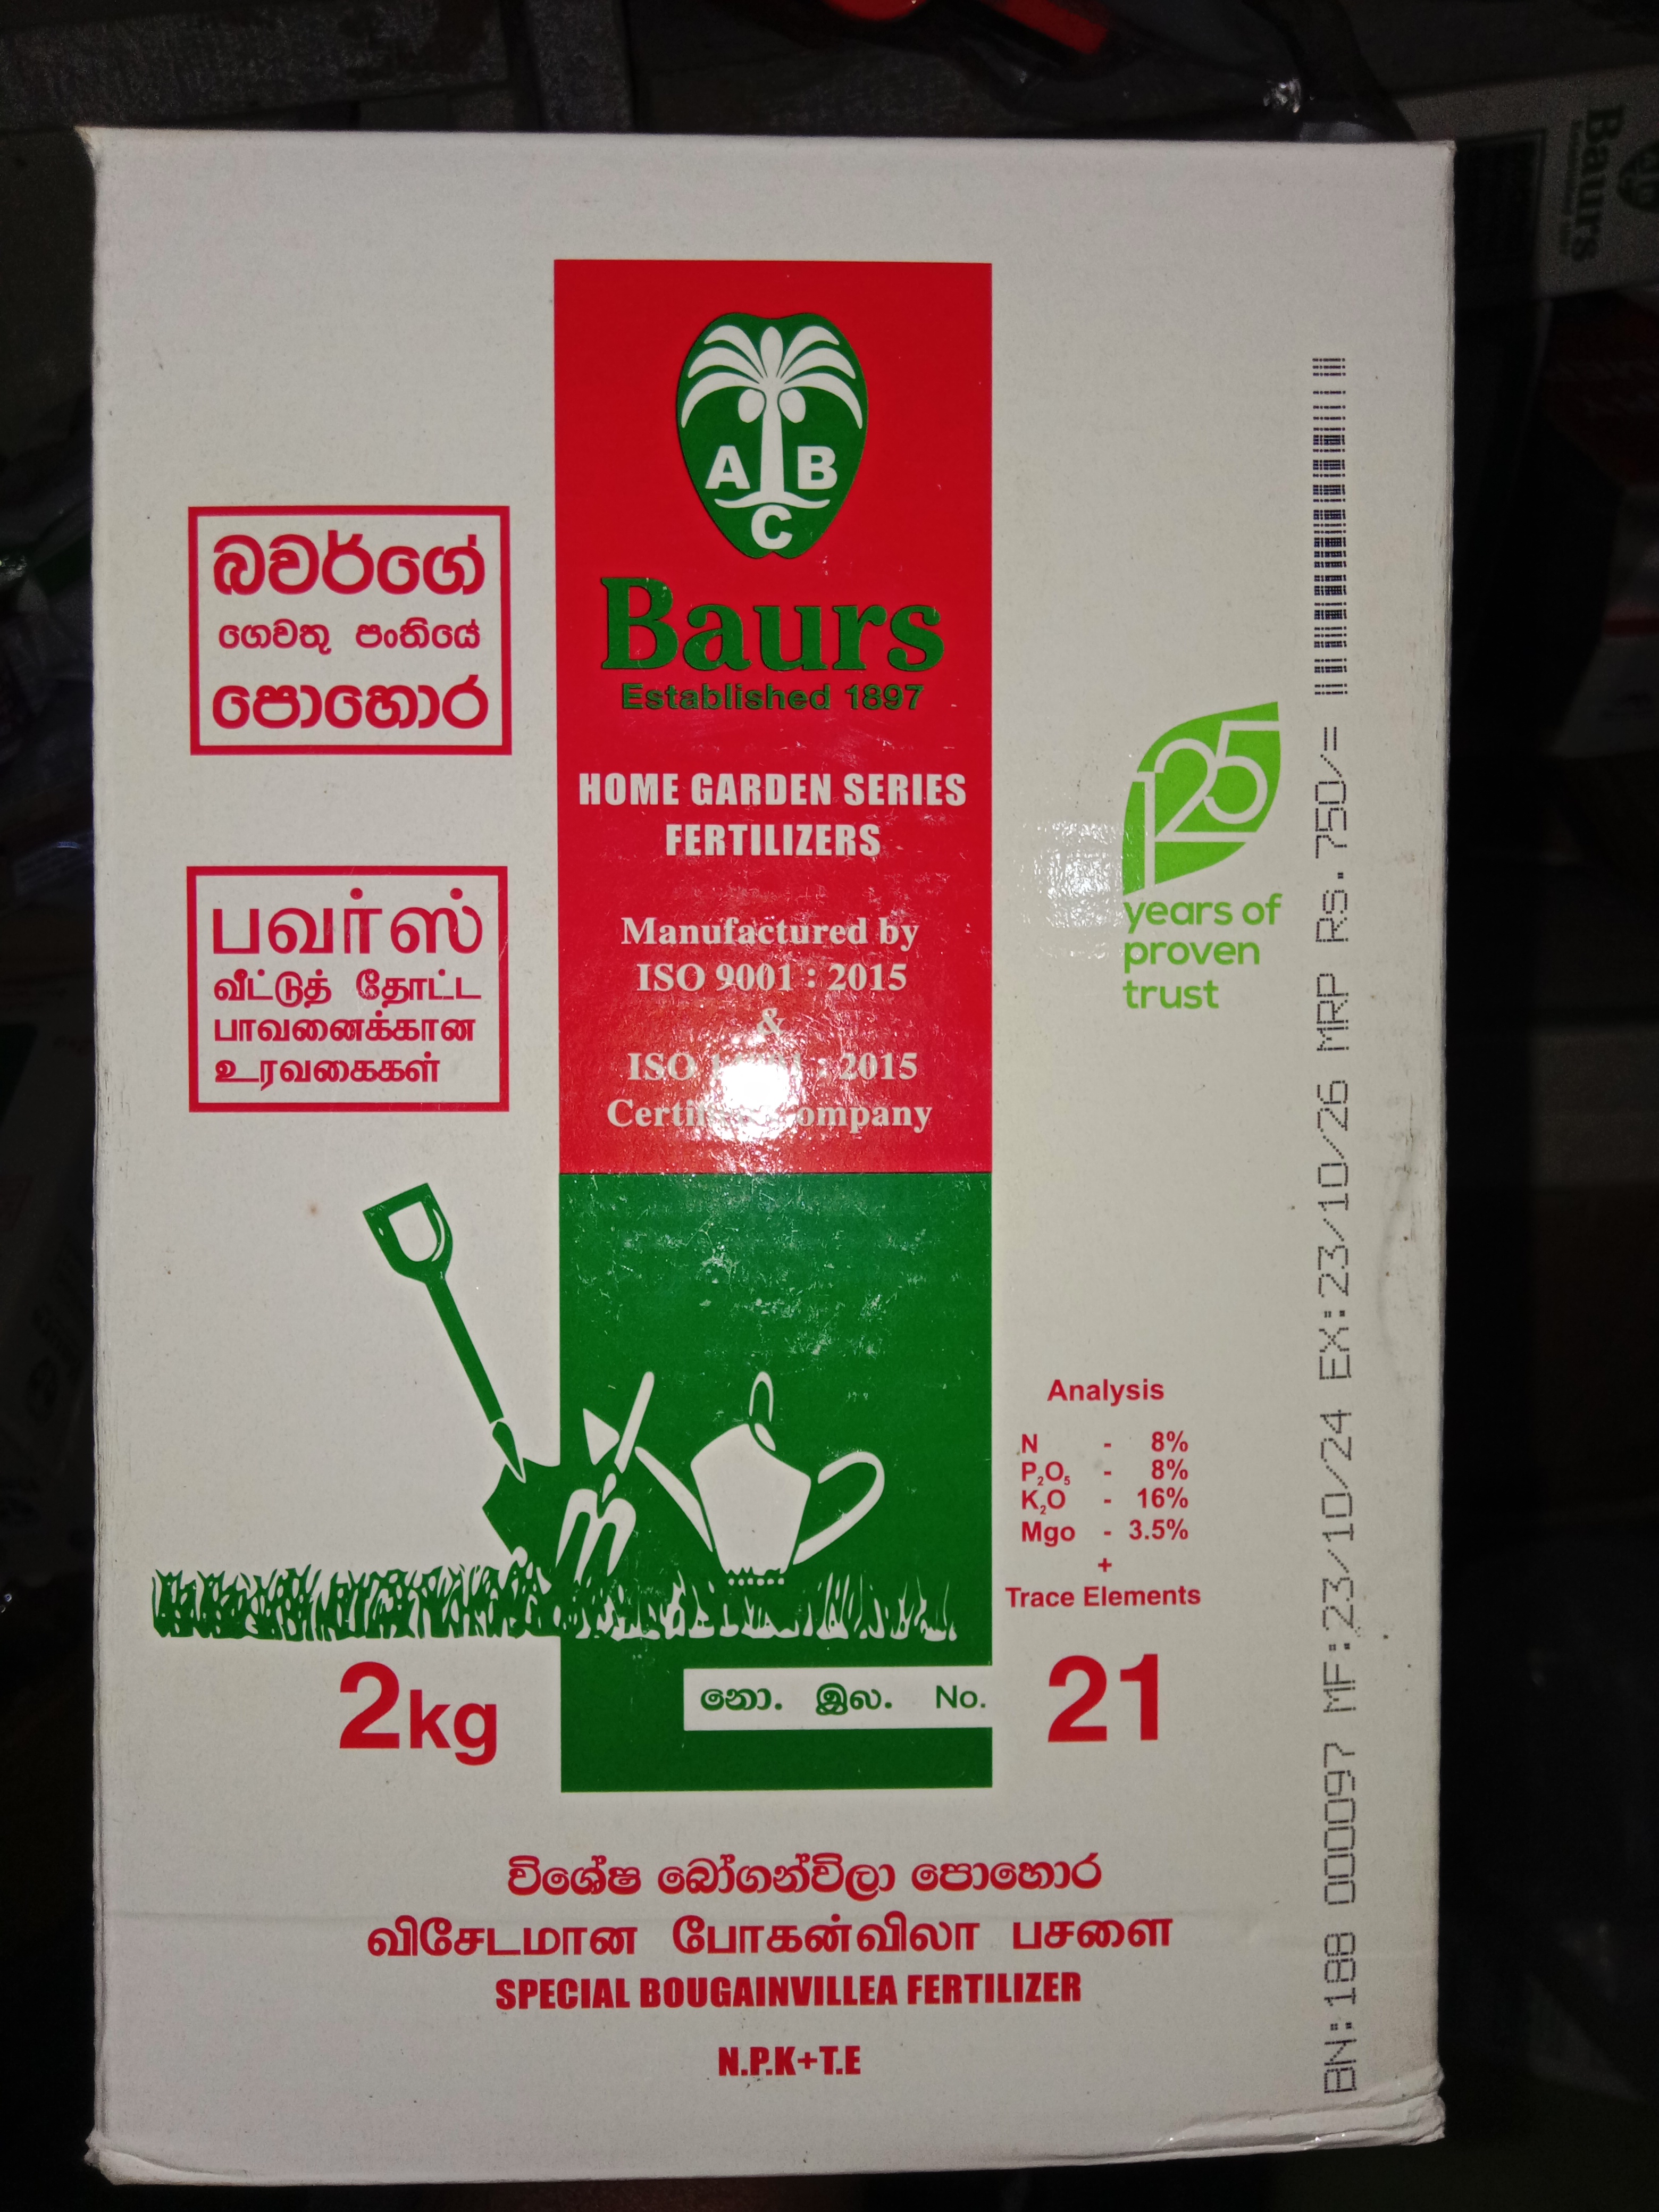 A B
C
Baurs
Established 1897
HOME GARDEN SERIES
FERTILIZERS
Manufactured by
ISO 9001 : 2015
&
ISO : 2015
බවර්ගේ
ගෙවතු පංතියේ
පොහොර
பவர்ஸ்
வீட்டுத் தோட்ட
பாவனைக்கான
உரவகைகள்
125
years of
proven
trust
Analysis
N - 8%
P₂O₅ - 8%
K₂O - 16%
Mgo - 3.5%
+
Trace Elements
2kg
නො. இல. No. 21
විශේෂ බෝගන්විලා පොහොර
விசேடமான போகன்விலா பசளை
SPECIAL BOUGAINVILLEA FERTILIZER
N.P.K+T.E
BN:188 000097 MF:23/10/24 EX:23/10/26 MRP Rs.750/=
Baurs